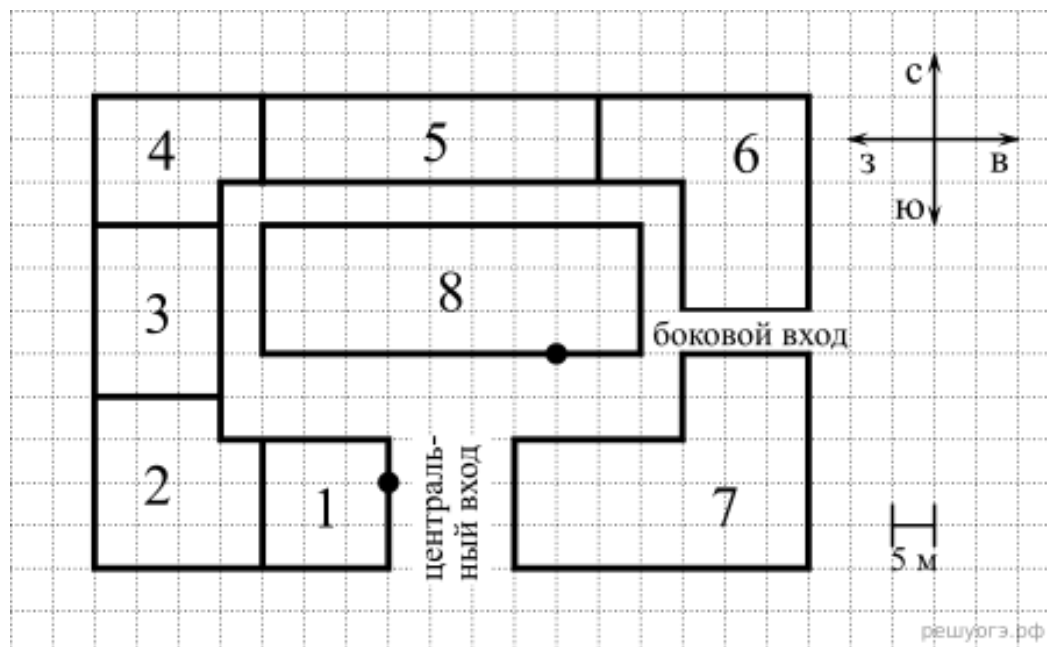 с
4
5
6
з
в
ю
3
8
боковой вход
2
1
централь-
ный вход
7
5 м
решуогэ.рф